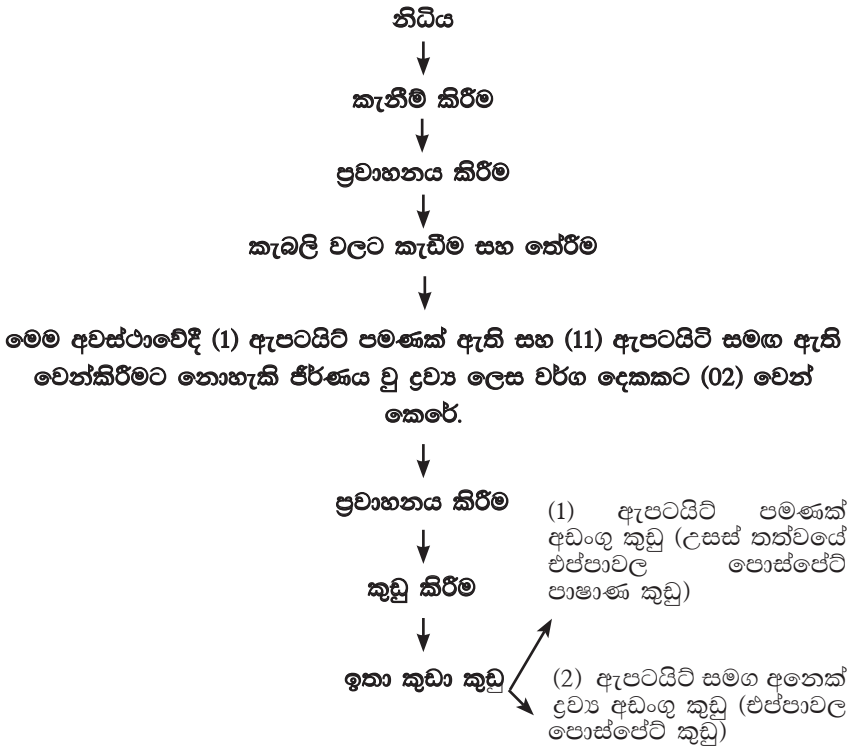 නිධිය
කැනීම් කිරීම
ප්‍රවාහනය කිරීම
කැබලි වලට කැඩීම සහ තේරීම
මෙම අවස්ථාවේදී (1) ඇපටයිට් පමණක් ඇති සහ (11) ඇපටයිටි සමඟ ඇති
වෙන්කිරීමට නොහැකි ජීර්ණය වු ද්‍රව්‍ය ලෙස වර්ග දෙකකට (02) වෙන්
කෙරේ.
ප්‍රවාහනය කිරීම
කුඩු කිරීම
ඉතා කුඩා කුඩු
(1) ඇපටයිට් පමණක්
අඩංගු කුඩු (උසස් තත්වයේ
එප්පාවල පොස්පේට්
පාෂාණ කුඩු)
(2) ඇපටයිට් සමග අනෙක්
ද්‍රව්‍ය අඩංගු කුඩු (එප්පාවල
පොස්පේට් කුඩු)